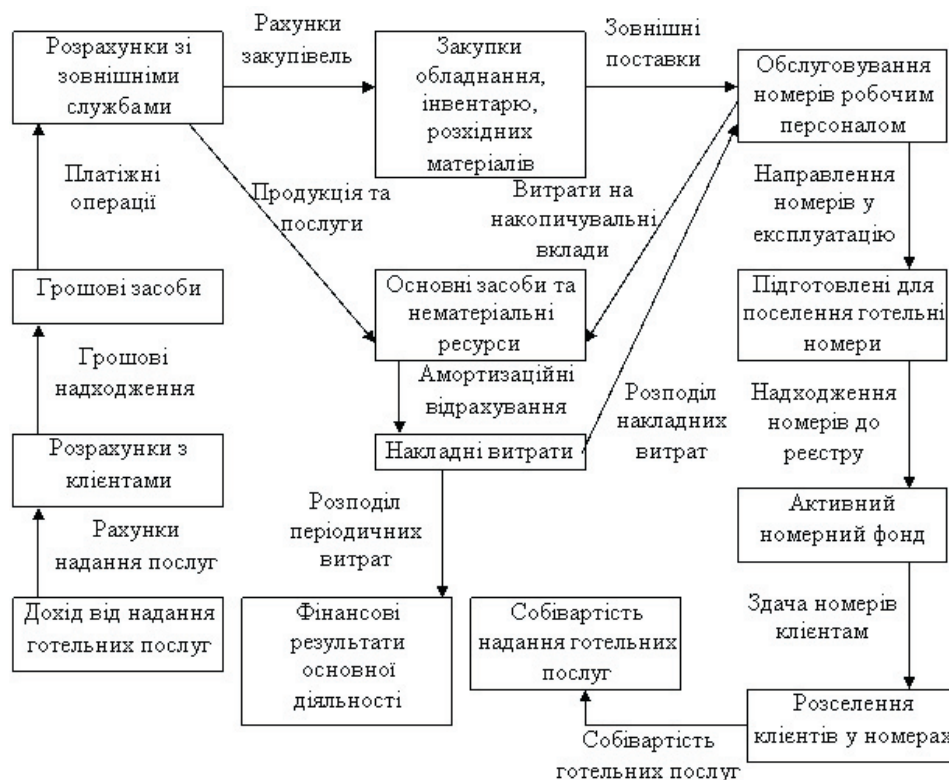 Розрахунки зі
зовнішніми
службами
Рахунки
закупівель
Закупки
обладнання,
інвентарю,
розхідних
матеріалів
Зовнішні
поставки
Обслуговування
номерів робочим
персоналом
Платіжні
операції
Продукція та
послуги
Витрати на
накопичувальні
вклади
Направлення
номерів у
експлуатацію
Грошові засоби
Основні засоби та
нематеріальні
ресурси
Підготовлені для
поселення готельні
номери
Грошові
надходження
Амортизаційні
відрахування
Розподіл
накладних
витрат
Надходження
номерів до
реєстру
Розрахунки з
клієнтами
Накладні витрати
Активний
номерний фонд
Рахунки
надання послуг
Розподіл
періодичних
витрат
Дохід від надання
готельних послуг
Фінансові
результати
основної
діяльності
Собівартість
надання готельних
послуг
Здача номерів
клієнтам
Розселення
клієнтів у номерах
Собівартість
готельних послуг